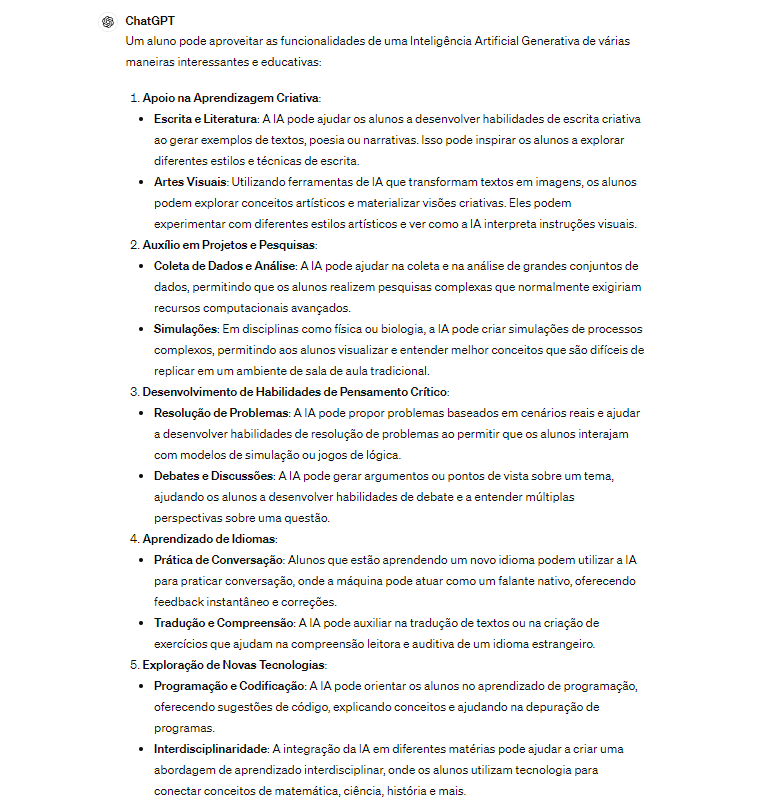 ChatGPT
Um aluno pode aproveitar as funcionalidades de uma Inteligência Artificial Generativa de várias
maneiras interessantes e educativas:
1. Apoio na Aprendizagem Criativa:
• Escrita e Literatura: A IA pode ajudar os alunos a desenvolver habilidades de escrita criativa
ao gerar exemplos de textos, poesia ou narrativas. Isso pode inspirar os alunos a explorar
diferentes estilos e técnicas de escrita.
• Artes Visuais: Utilizando ferramentas de IA que transformam textos em imagens, os alunos
podem explorar conceitos artísticos e materializar visões criativas. Eles podem
experimentar com diferentes estilos artísticos e ver como a IA interpreta instruções visuais.
2. Auxílio em Projetos e Pesquisas:
• Coleta de Dados e Análise: A IA pode ajudar na coleta e na análise de grandes conjuntos de
dados, permitindo que os alunos realizem pesquisas complexas que normalmente exigiriam
recursos computacionais avançados.
• Simulações: Em disciplinas como física ou biologia, a IA pode criar simulações de processos
complexos, permitindo aos alunos visualizar e entender melhor conceitos que são difíceis de
replicar em um ambiente de sala de aula tradicional.
3. Desenvolvimento de Habilidades de Pensamento Crítico:
• Resolução de Problemas: A IA pode propor problemas baseados em cenários reais e ajudar
a desenvolver habilidades de resolução de problemas ao permitir que os alunos interajam
com modelos de simulação ou jogos de lógica.
• Debates e Discussões: A IA pode gerar argumentos ou pontos de vista sobre um tema,
ajudando os alunos a desenvolver habilidades de debate e a entender múltiplas
perspectivas sobre uma questão.
4. Aprendizado de Idiomas:
• Prática de Conversação: Alunos que estão aprendendo um novo idioma podem utilizar a IA
para praticar conversação, onde a máquina pode atuar como um falante nativo, oferecendo
feedback instantâneo e correções.
• Tradução e Compreensão: A IA pode auxiliar na tradução de textos ou na criação de
exercícios que ajudam na compreensão leitora e auditiva de um idioma estrangeiro.
5. Exploração de Novas Tecnologias:
• Programação e Codificação: A IA pode orientar os alunos no aprendizado de programação,
oferecendo sugestões de código, explicando conceitos e ajudando na depuração de
programas.
• Interdisciplinaridade: A integração da IA em diferentes matérias pode ajudar a criar uma
abordagem de aprendizado interdisciplinar, onde os alunos utilizam tecnologia para
conectar conceitos de matemática, ciência, história e mais.